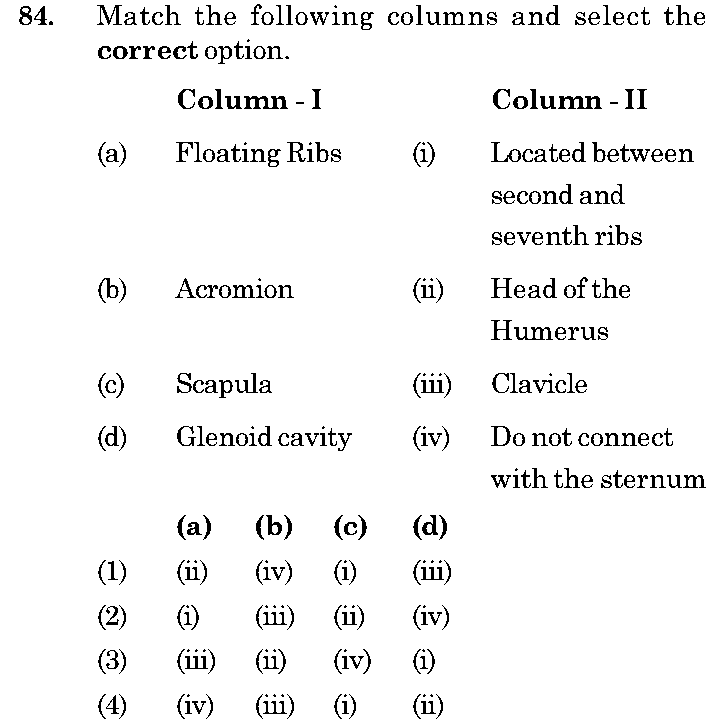 84. Match the following columns and select the
correct option.
Column - I Column - II
(a) Floating Ribs (i) Located between
second and
seventh ribs
(b) Acromion (ii) Head of the
Humerus
(c) Scapula (iii) Clavicle
(d) Glenoid cavity (iv) Do not connect
with the sternum
(a) (b) (c) (d)
(1) (ii) (iv) (i) (iii)
(2) (i) (iii) (ii) (iv)
(3) (iii) (ii) (iv) (i)
(4) (iv) (iii) (i) (ii)